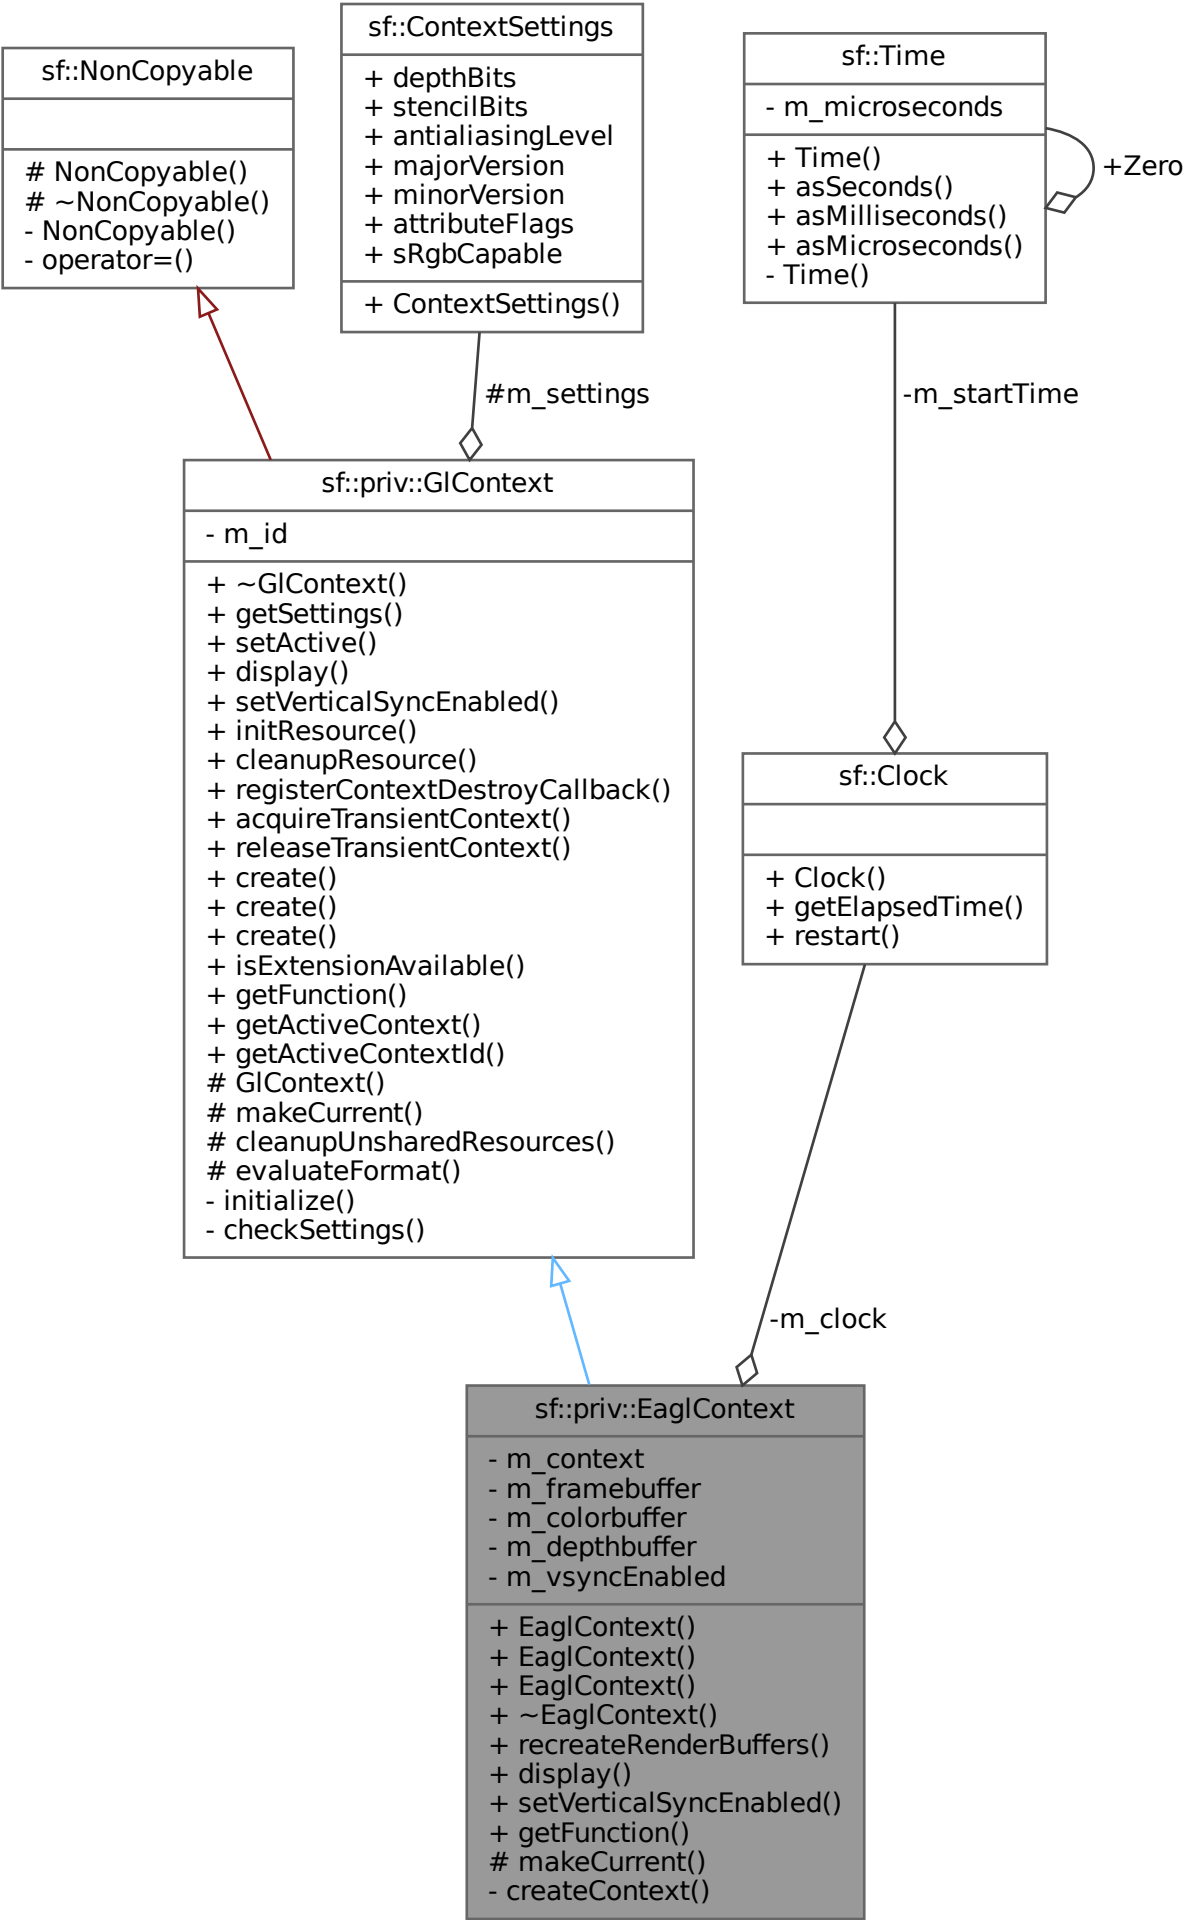 sf::NonCopyable
# NonCopyable()
# ~NonCopyable()
- NonCopyable()
- operator=()
sf::ContextSettings
+ depthBits
+ stencilBits
+ antialiasingLevel
+ majorVersion
+ minorVersion
+ attributeFlags
+ sRgbCapable
+ ContextSettings()
sf::Time
- m_microseconds
+ Time()
+ asSeconds()
+ asMilliseconds()
+ asMicroseconds()
- Time()
+Zero
#m_settings
-m_startTime
sf::priv::GlContext
- m_id
+ ~GlContext()
+ getSettings()
+ setActive()
+ display()
+ setVerticalSyncEnabled()
+ initResource()
+ cleanupResource()
+ registerContextDestroyCallback()
+ acquireTransientContext()
+ releaseTransientContext()
+ create()
+ create()
+ create()
+ isExtensionAvailable()
+ getFunction()
+ getActiveContext()
+ getActiveContextId()
# GlContext()
# makeCurrent()
# cleanupUnsharedResources()
# evaluateFormat()
- initialize()
- checkSettings()
sf::Clock
+ Clock()
+ getElapsedTime()
+ restart()
-m_clock
sf::priv::EaglContext
- m_context
- m_framebuffer
- m_colorbuffer
- m_depthbuffer
- m_vsyncEnabled
+ EaglContext()
+ EaglContext()
+ EaglContext()
+ ~EaglContext()
+ recreateRenderBuffers()
+ display()
+ setVerticalSyncEnabled()
+ getFunction()
# makeCurrent()
- createContext()